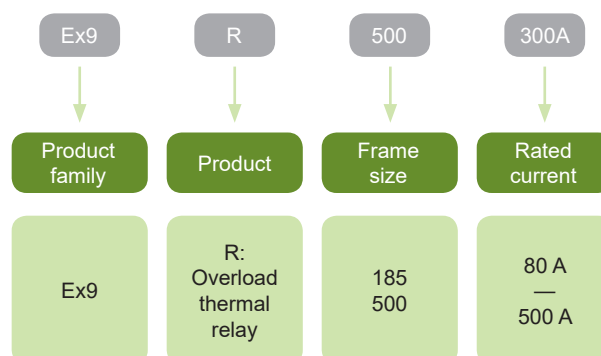 Ex9 R 500 300A
Product family
Product
Frame size
Rated current
Ex9
R:
Overload
thermal
relay
185
500
80 A
—
500 A